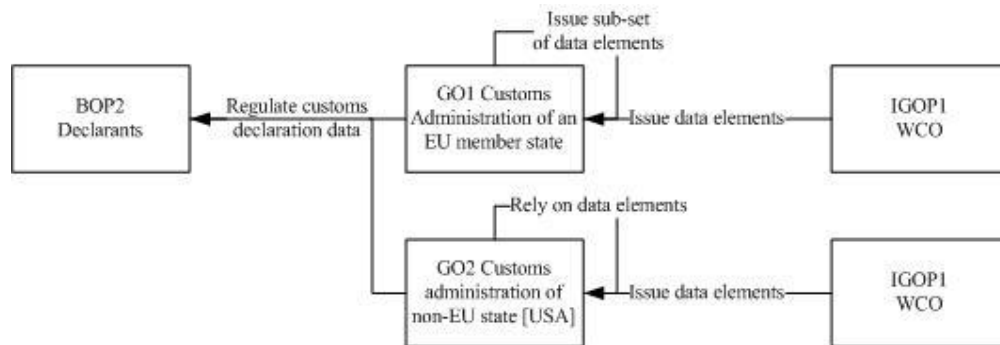 Issue sub-set
of data elements
BOP2
Declarants
Regulate customs
declaration data
GO1 Customs
Administration of an
EU member state
Issue data elements
IGOP1
WCO
Rely on data elements
GO2 Customs
administration of
non-EU state [USA]
Issue data elements
IGOP1
WCO